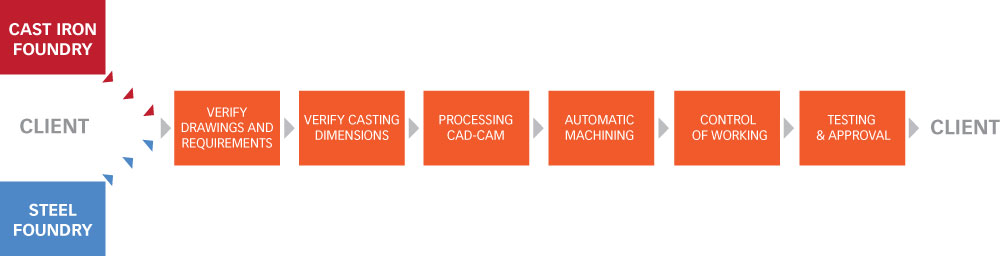 CAST IRON
FOUNDRY
CLIENT
STEEL
FOUNDRY
VERIFY
DRAWINGS AND
REQUIREMENTS
VERIFY CASTING
DIMENSIONS
PROCESSING
CAD-CAM
AUTOMATIC
MACHINING
CONTROL
OF WORKING
TESTING
& APPROVAL
CLIENT